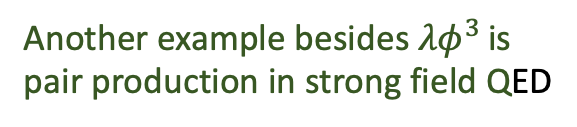 Another example besides λϕ³ is
pair production in strong field QED